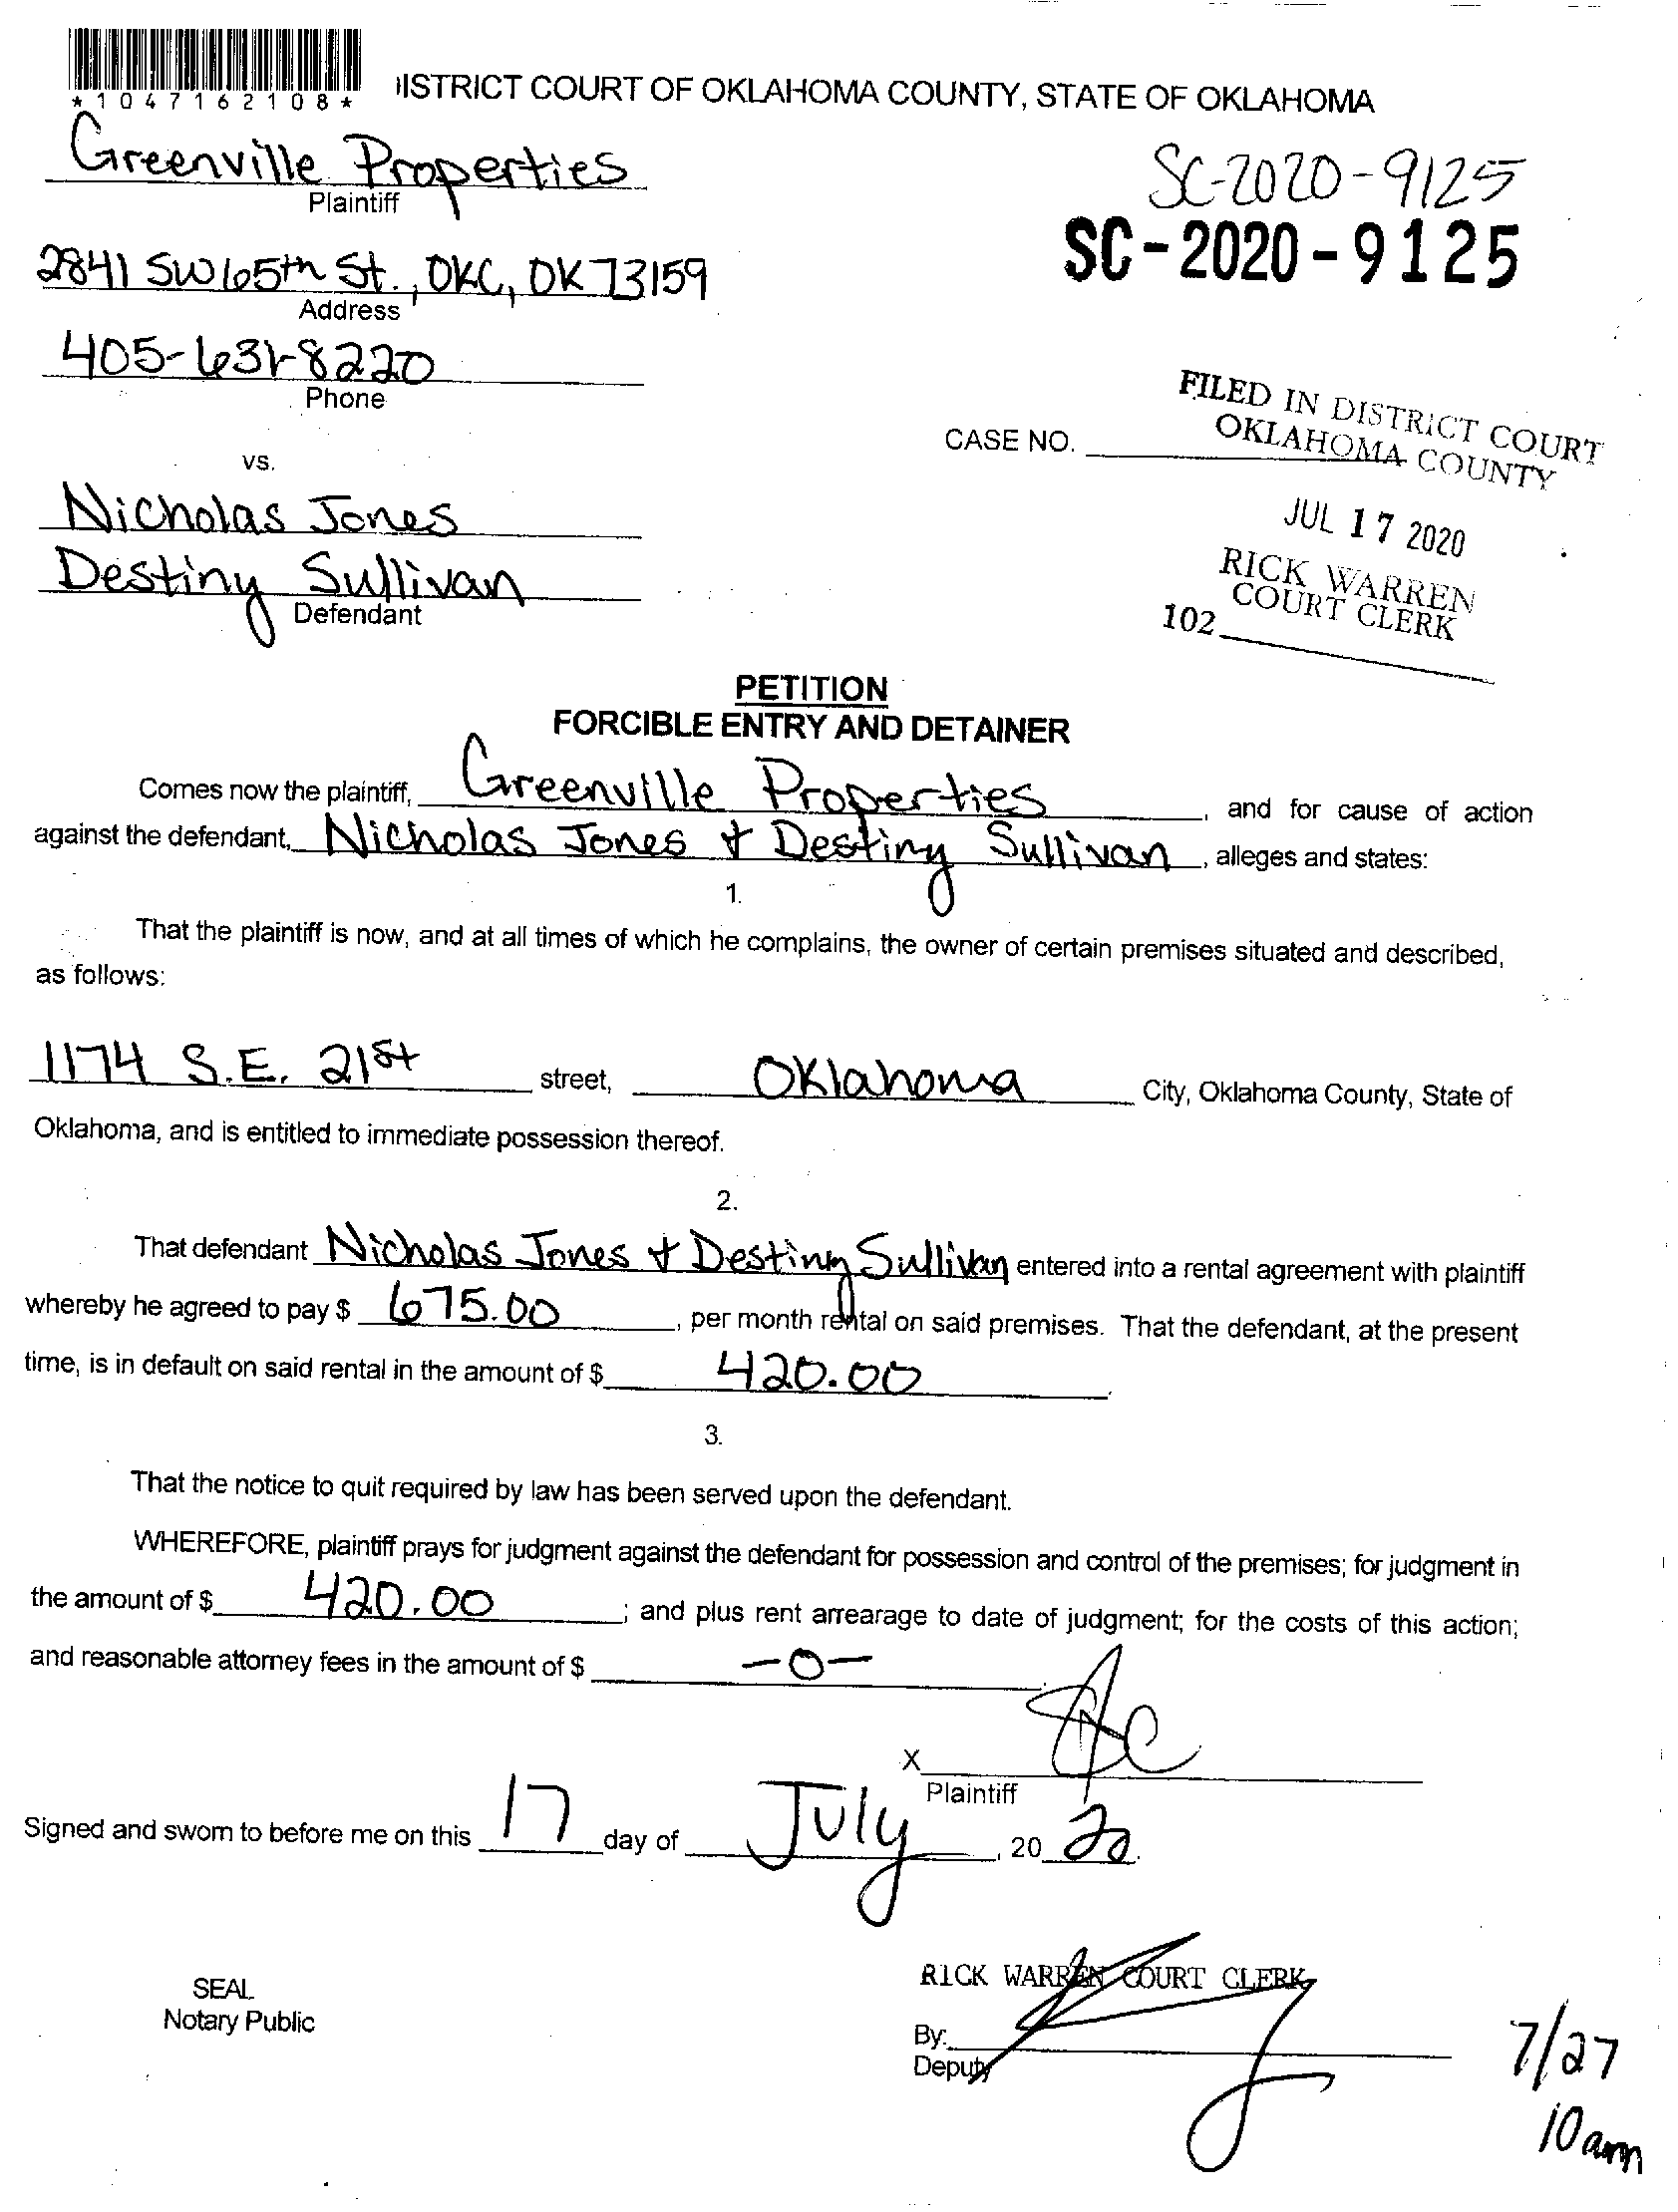 *1047162108*
ISTRICT COURT OF OKLAHOMA COUNTY, STATE OF OKLAHOMA
Greenville Properties
Plaintiff
SC-2020-9125
SC-2020-9125
2841 SW 65th St., OKC, OK 73159
Address
405-631-8220
Phone
FILED IN DISTRICT COURT
OKLAHOMA COUNTY
CASE NO.
vs.
JUL 17 2020
Nicholas Jones
Destiny Sullivan
Defendant
RICK WARREN
COURT CLERK
102
PETITION
FORCIBLE ENTRY AND DETAINER
Comes now the plaintiff, Greenville Properties, and for cause of action
against the defendant, Nicholas Jones + Destiny Sullivan, alleges and states:
1.
That the plaintiff is now, and at all times of which he complains, the owner of certain premises situated and described,
as follows:
1174 S.E. 21st street, Oklahoma City, Oklahoma County, State of
Oklahoma, and is entitled to immediate possession thereof.
2.
That defendant Nicholas Jones + Destiny Sullivan entered into a rental agreement with plaintiff
whereby he agreed to pay $ 675.00, per month rental on said premises. That the defendant, at the present
time, is in default on said rental in the amount of $ 420.00.
3.
That the notice to quit required by law has been served upon the defendant.
WHEREFORE, plaintiff prays for judgment against the defendant for possession and control of the premises; for judgment in
the amount of $ 420.00; and plus rent arrearage to date of judgment; for the costs of this action;
and reasonable attorney fees in the amount of $ -0-.
X
Plaintiff
Signed and sworn to before me on this 17 day of July, 20 20.
SEAL
Notary Public
RICK WARREN COURT CLERK
By:
Deputy
7/27
10 am